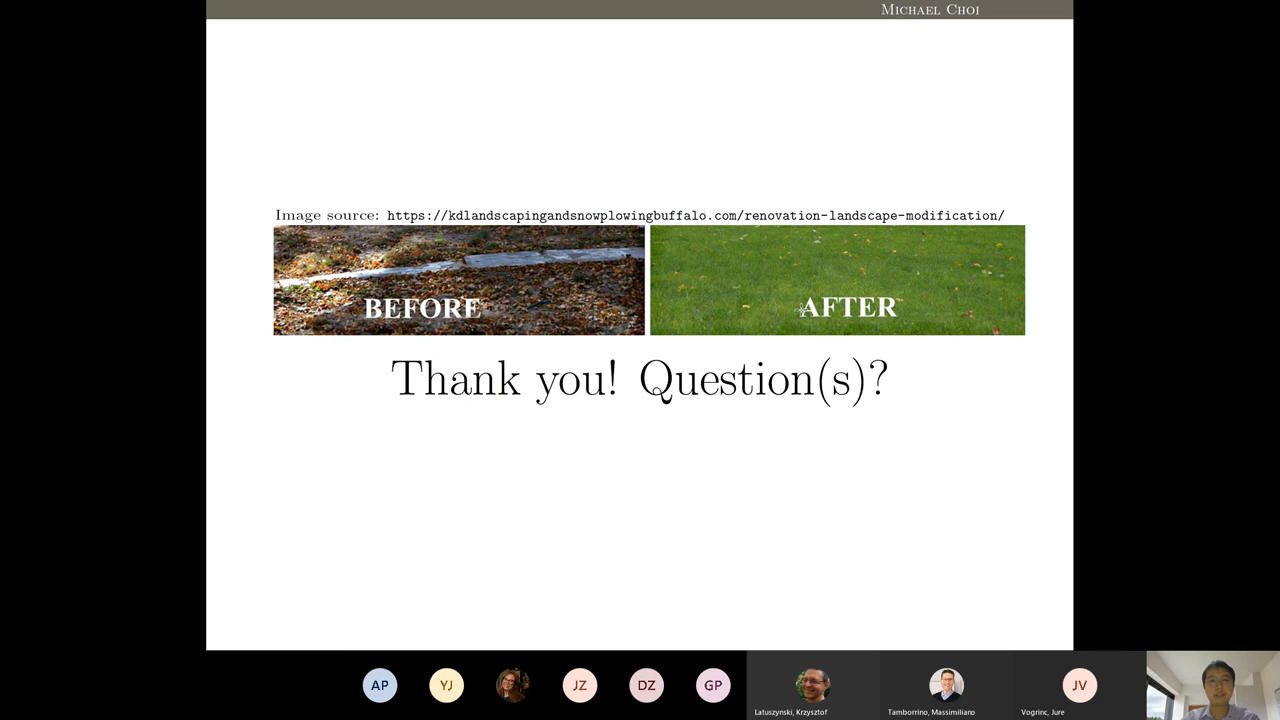 Michael Choi
Image source: https://kdlandscapingandsnowplowingbuffalo.com/renovation-landscape-modification/
BEFORE
AFTER
Thank you! Question(s)?
AP
YJ
JZ
DZ
GP
JV
Latuszynski, Krzysztof
Tamborrino, Massimiliano
Vogrinc, Jure